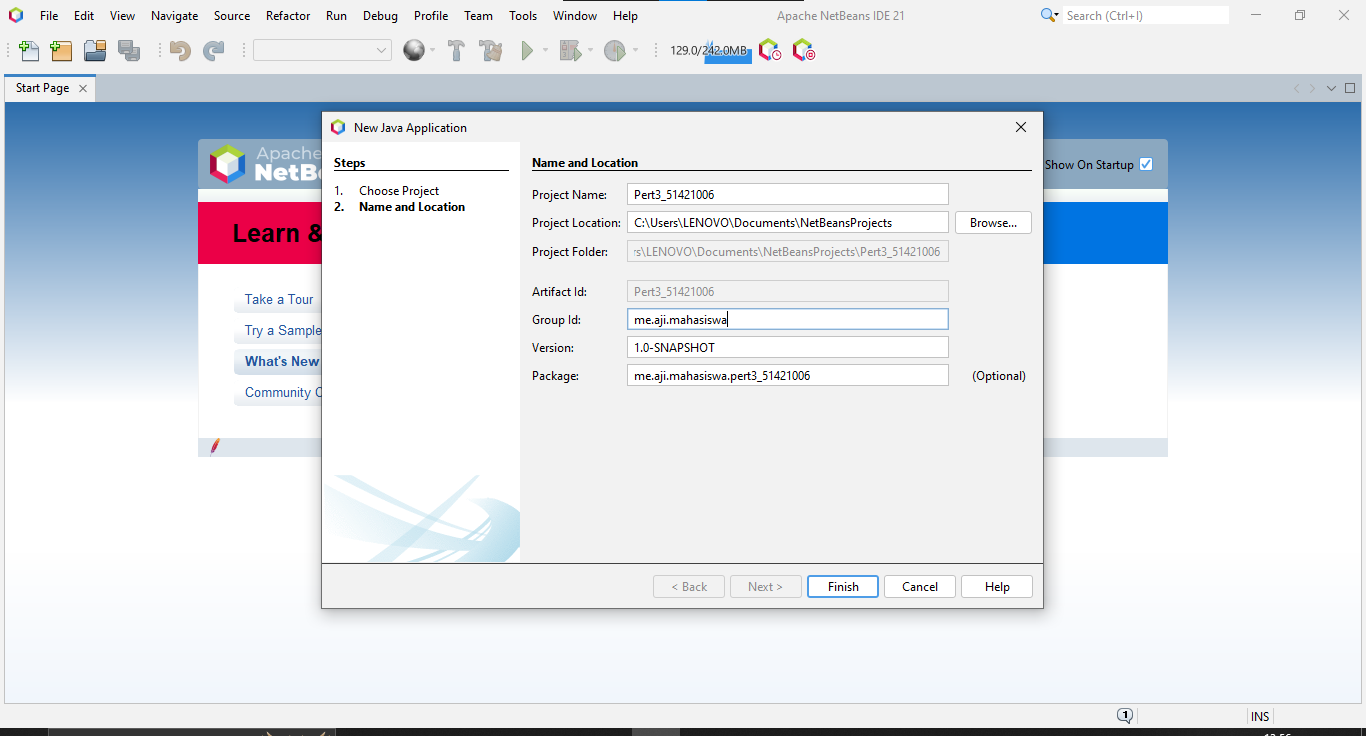 File Edit View Navigate Source Refactor Run Debug Profile Team Tools Window Help Apache NetBeans IDE 21 Search (Ctrl+I)
129.0/242.0MB
Start Page
New Java Application
Apache
NetBe
Show On Startup
Learn &
Take a Tour
Try a Sample
What's New
Community C
Steps
1. Choose Project
2. Name and Location
Name and Location
Project Name: Pert3_51421006
Project Location: C:\Users\LENOVO\Documents\NetBeansProjects Browse...
Project Folder: rs\LENOVO\Documents\NetBeansProjects\Pert3_51421006
Artifact Id: Pert3_51421006
Group Id: me.aji.mahasiswa
Version: 1.0-SNAPSHOT
Package: me.aji.mahasiswa.pert3_51421006 (Optional)
< Back Next > Finish Cancel Help
1 INS